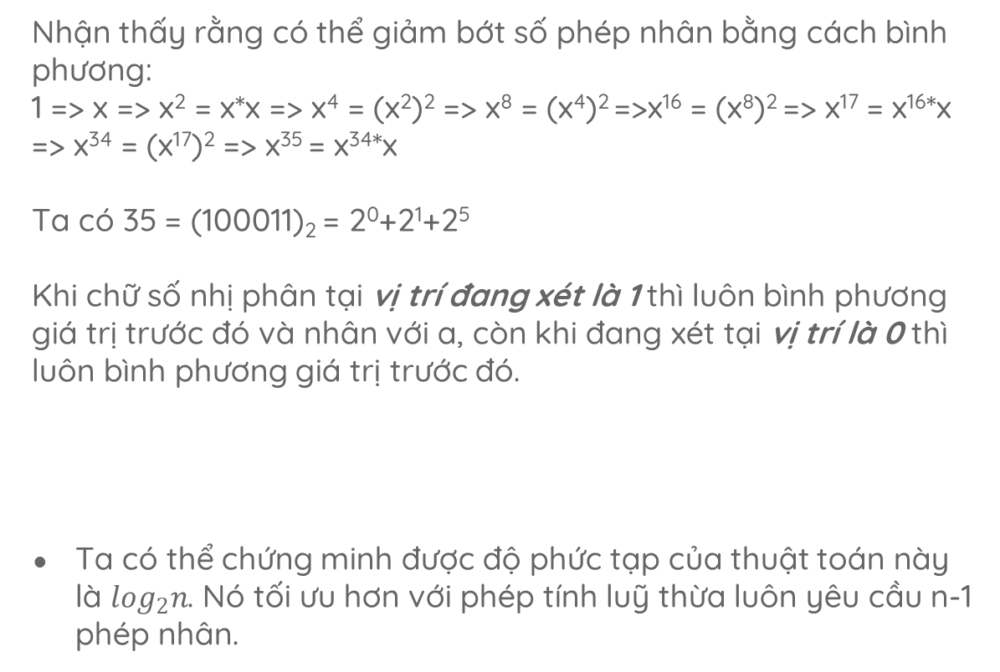 Nhận thấy rằng có thể giảm bớt số phép nhân bằng cách bình
phương:
1 => x => x² = x*x => x⁴ = (x²)² => x⁸ = (x⁴)² =>x¹⁶ = (x⁸)² => x¹⁷ = x¹⁶*x
=> x³⁴ = (x¹⁷)² => x³⁵ = x³⁴*x
Ta có 35 = (100011)₂ = 2⁰+2¹+2⁵
Khi chữ số nhị phân tại vị trí đang xét là 1 thì luôn bình phương
giá trị trước đó và nhân với a, còn khi đang xét tại vị trí là 0 thì
luôn bình phương giá trị trước đó.
• Ta có thể chứng minh được độ phức tạp của thuật toán này
là log₂n. Nó tối ưu hơn với phép tính luỹ thừa luôn yêu cầu n-1
phép nhân.